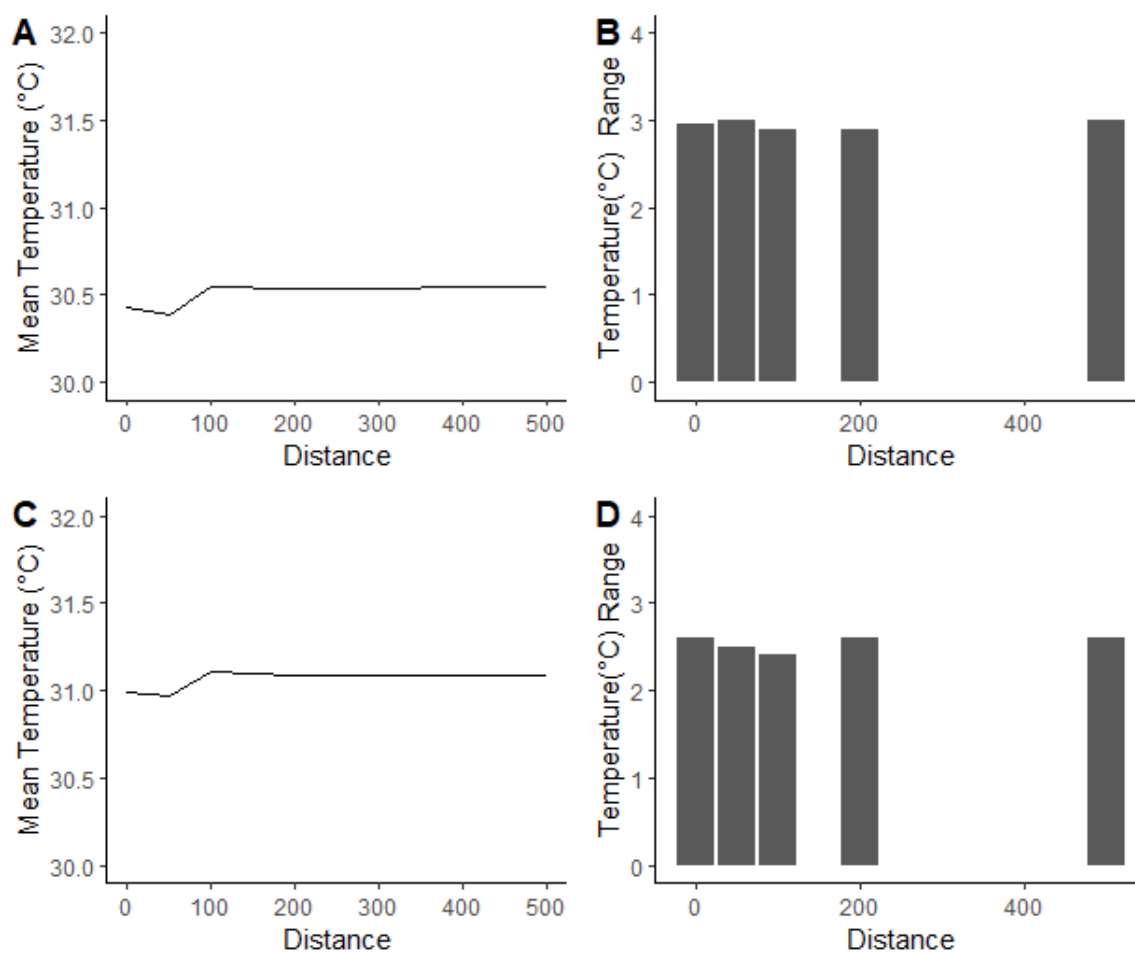 A
Mean Temperature (°C)
32.0
31.5
31.0
30.5
30.0
0 100 200 300 400 500
Distance
B
Temperature(°C)  Range
4
3
2
1
0
0 200 400
Distance
C
Mean Temperature (°C)
32.0
31.5
31.0
30.5
30.0
0 100 200 300 400 500
Distance
D
Temperature(°C) Range
4
3
2
1
0
0 200 400
Distance